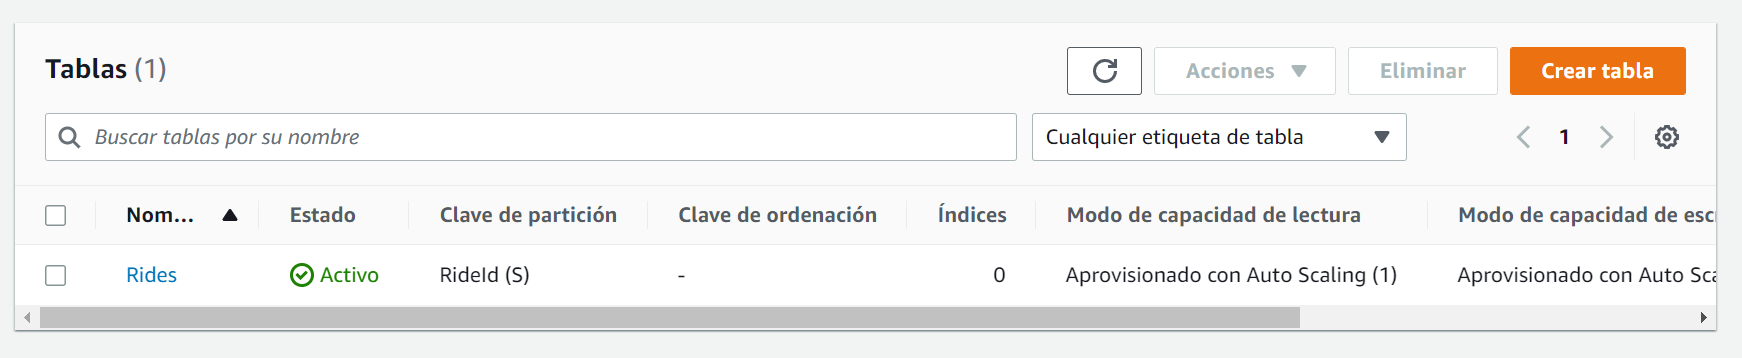 Tablas (1)
Acciones
Eliminar
Crear tabla
Buscar tablas por su nombre
Cualquier etiqueta de tabla
1
Nom... Estado Clave de partición Clave de ordenación Índices Modo de capacidad de lectura Modo de capacidad de esc
Rides Activo RideId (S) - 0 Aprovisionado con Auto Scaling (1) Aprovisionado con Auto Sc